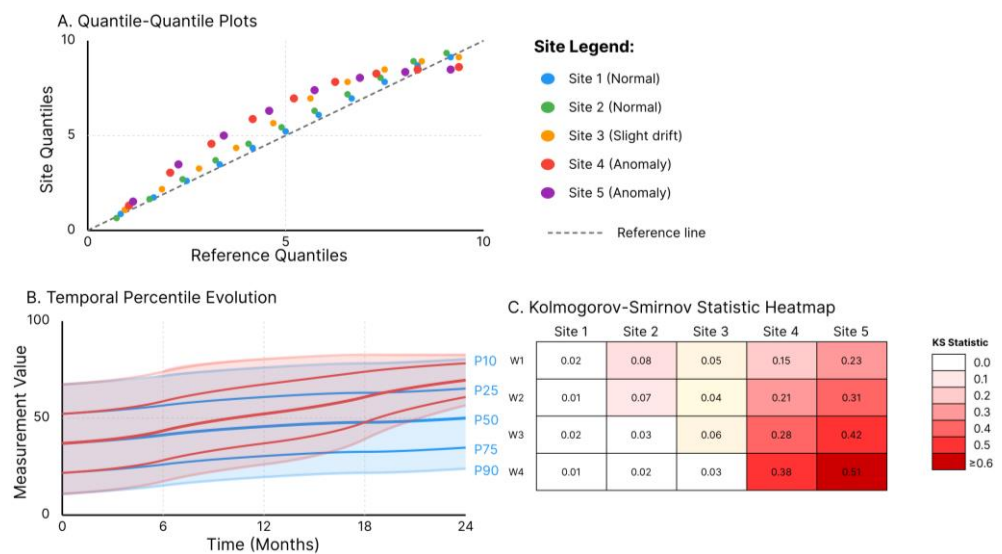 A. Quantile-Quantile Plots
10
5
0
0 5 10
Site Quantiles
Reference Quantiles
Site Legend:
Site 1 (Normal)
Site 2 (Normal)
Site 3 (Slight drift)
Site 4 (Anomaly)
Site 5 (Anomaly)
Reference line
B. Temporal Percentile Evolution
100
50
0
0 6 12 18 24
Measurement Value
Time (Months)
P10
P25
P50
P75
P90
C. Kolmogorov-Smirnov Statistic Heatmap
Site 1 Site 2 Site 3 Site 4 Site 5
W1 0.02 0.08 0.05 0.15 0.23
W2 0.01 0.07 0.04 0.21 0.31
W3 0.02 0.03 0.06 0.28 0.42
W4 0.01 0.02 0.03 0.38 0.51
KS Statistic
0.0
0.1
0.2
0.3
0.4
0.5
≥0.6